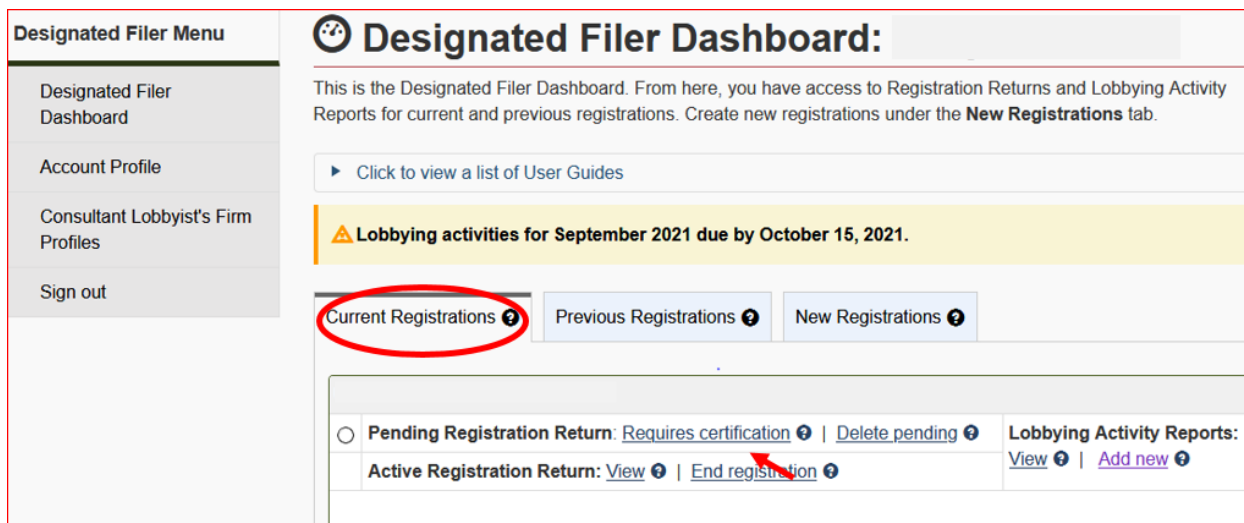 Designated Filer Menu
Designated Filer
Dashboard
Account Profile
Consultant Lobbyist's Firm
Profiles
Sign out
Designated Filer Dashboard:
This is the Designated Filer Dashboard. From here, you have access to Registration Returns and Lobbying Activity
Reports for current and previous registrations. Create new registrations under the New Registrations tab.
Click to view a list of User Guides
Lobbying activities for September 2021 due by October 15, 2021.
Current Registrations ? Previous Registrations ? New Registrations ?
Pending Registration Return: Requires certification ? | Delete pending ?
Active Registration Return: View ? | End registration ?
Lobbying Activity Reports:
View ? | Add new ?